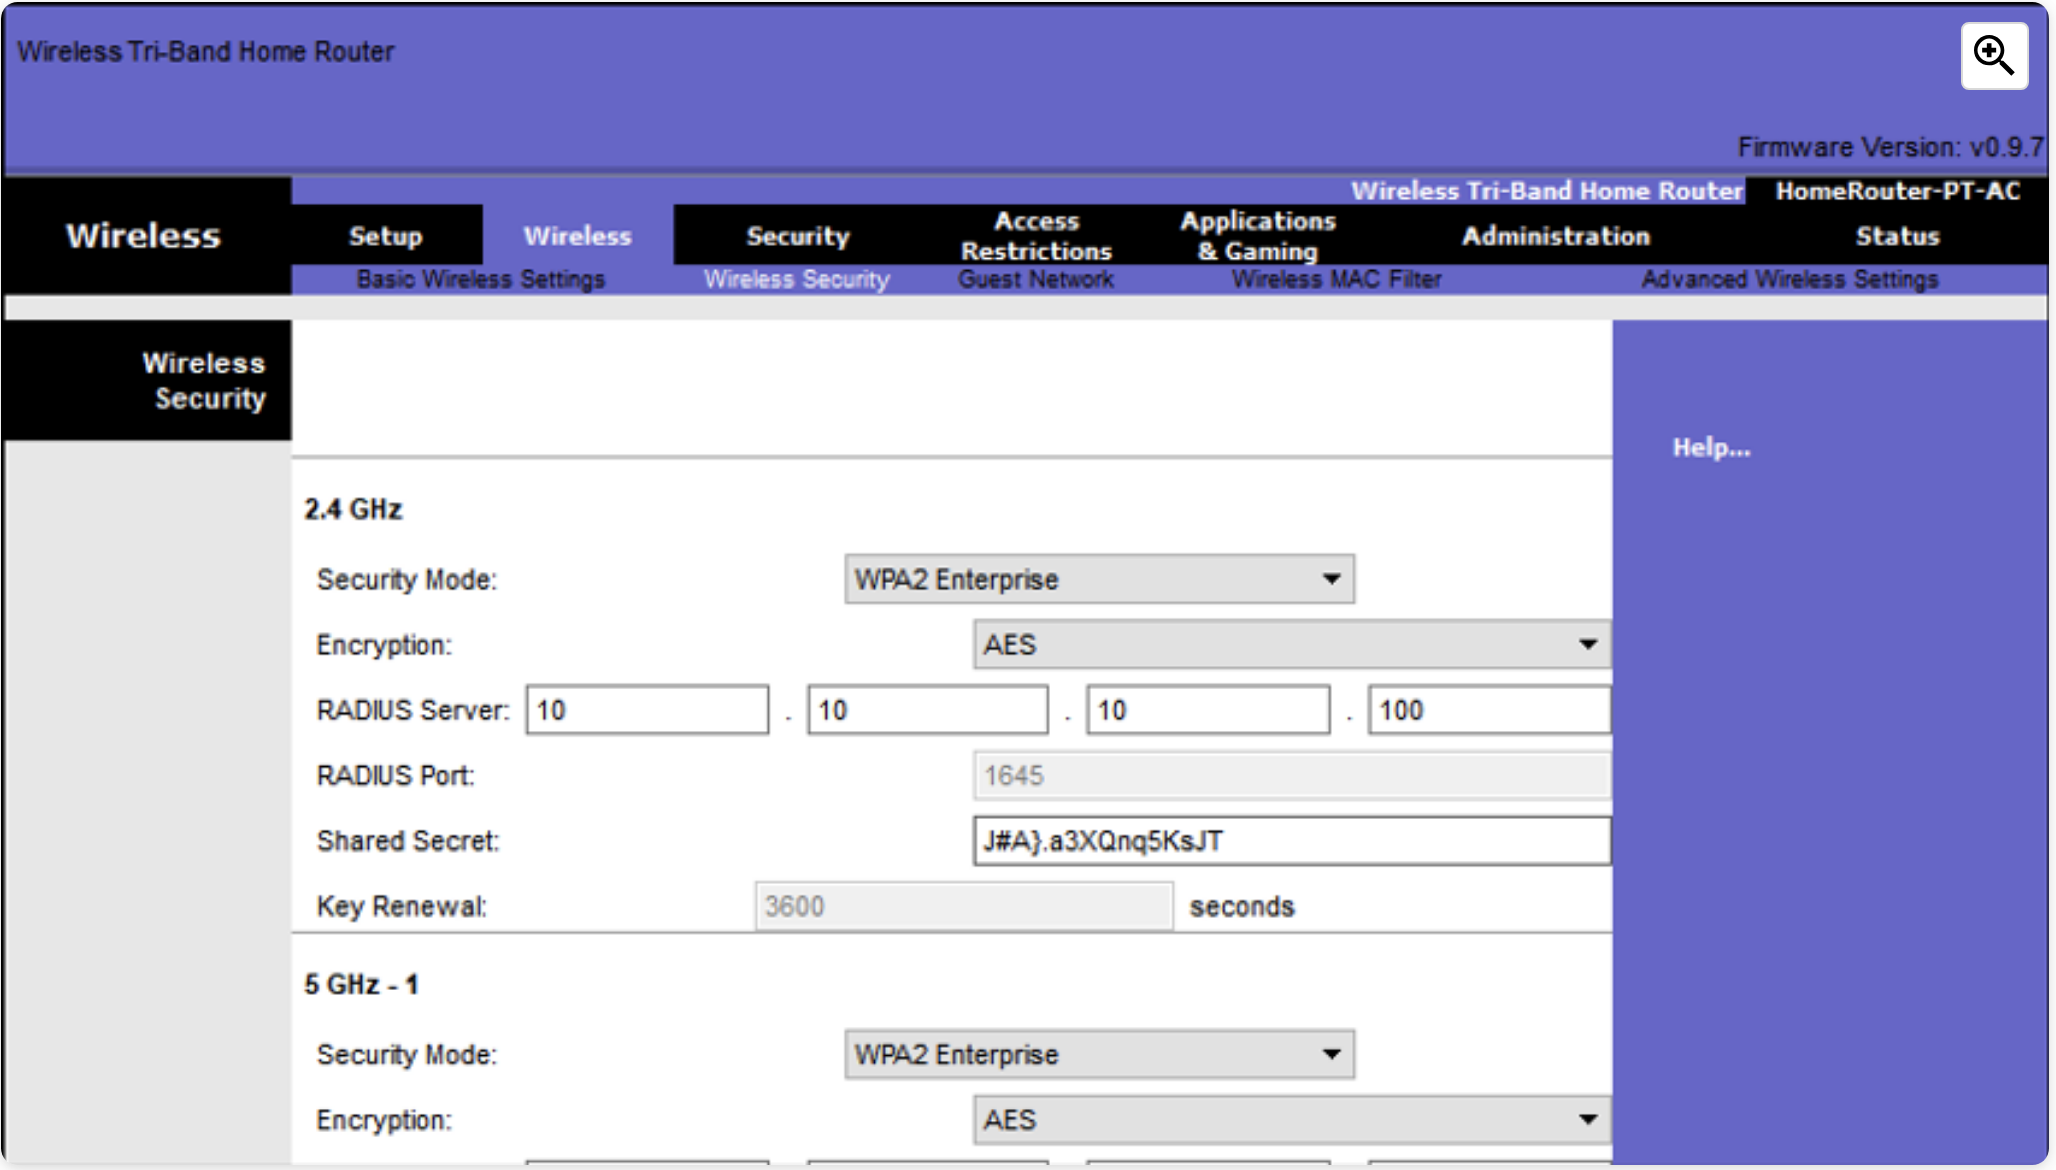 Wireless Tri-Band Home Router
Firmware Version: v0.9.7
Wireless Tri-Band Home Router HomeRouter-PT-AC
Wireless
Setup Wireless Security Access Restrictions Applications & Gaming Administration Status
Basic Wireless Settings Wireless Security Guest Network Wireless MAC Filter Advanced Wireless Settings
Wireless
Security
Help...
2.4 GHz
Security Mode: WPA2 Enterprise
Encryption: AES
RADIUS Server: 10 . 10 . 10 . 100
RADIUS Port: 1645
Shared Secret: J#A}.a3XQnq5KsJT
Key Renewal: 3600 seconds
5 GHz - 1
Security Mode: WPA2 Enterprise
Encryption: AES